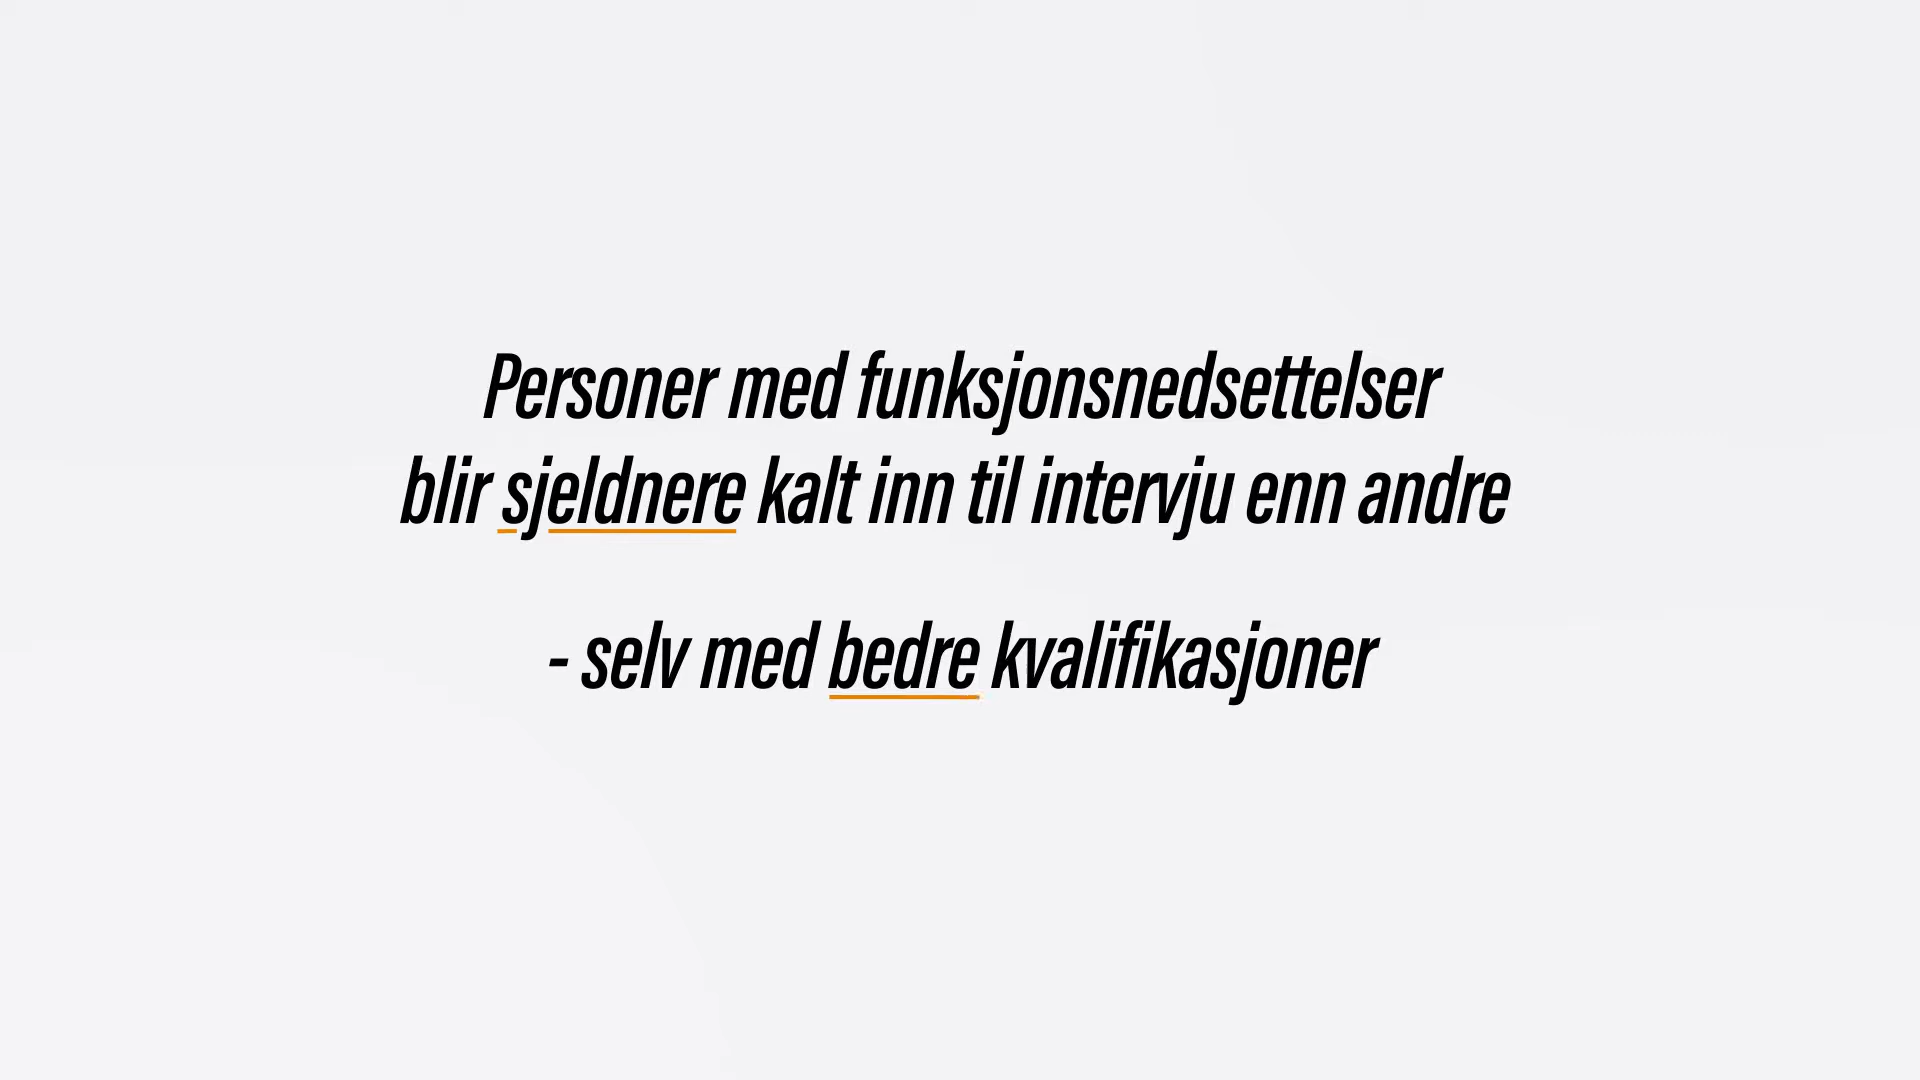 Personer med funksjonsnedsettelser
blir sjeldnere kalt inn til intervju enn andre
- selv med bedre kvalifikasjoner